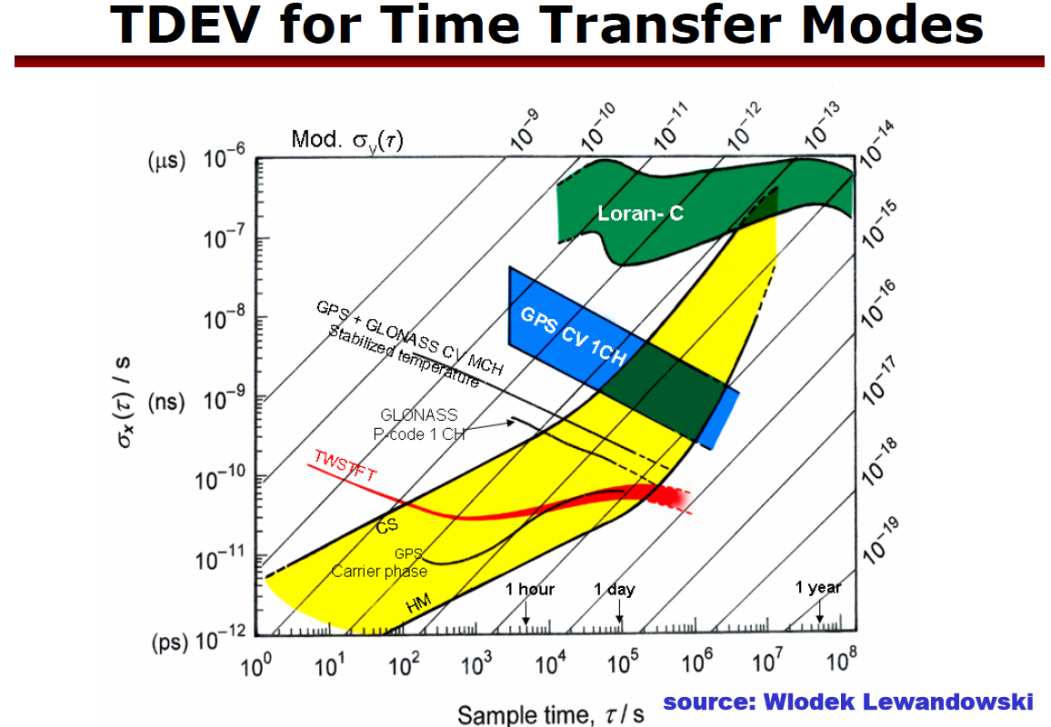 TDEV for Time Transfer Modes
Mod. σy(τ)
10⁻⁹
10⁻¹⁰
10⁻¹¹
10⁻¹²
10⁻¹³
10⁻¹⁴
10⁻¹⁵
10⁻¹⁶
10⁻¹⁷
10⁻¹⁸
10⁻¹⁹
(μs) 10⁻⁶
10⁻⁷
10⁻⁸
(ns) 10⁻⁹
10⁻¹⁰
10⁻¹¹
(ps) 10⁻¹²
σx(τ) / s
Loran- C
GPS CV 1CH
GPS + GLONASS CV MCH
Stabilized temperature
GLONASS
P-code 1 CH
TWSTFT
CS
GPS
Carrier phase
HM
1 hour
1 day
1 year
10⁰ 10¹ 10² 10³ 10⁴ 10⁵ 10⁶ 10⁷ 10⁸
Sample time, τ / s
source: Wlodek Lewandowski